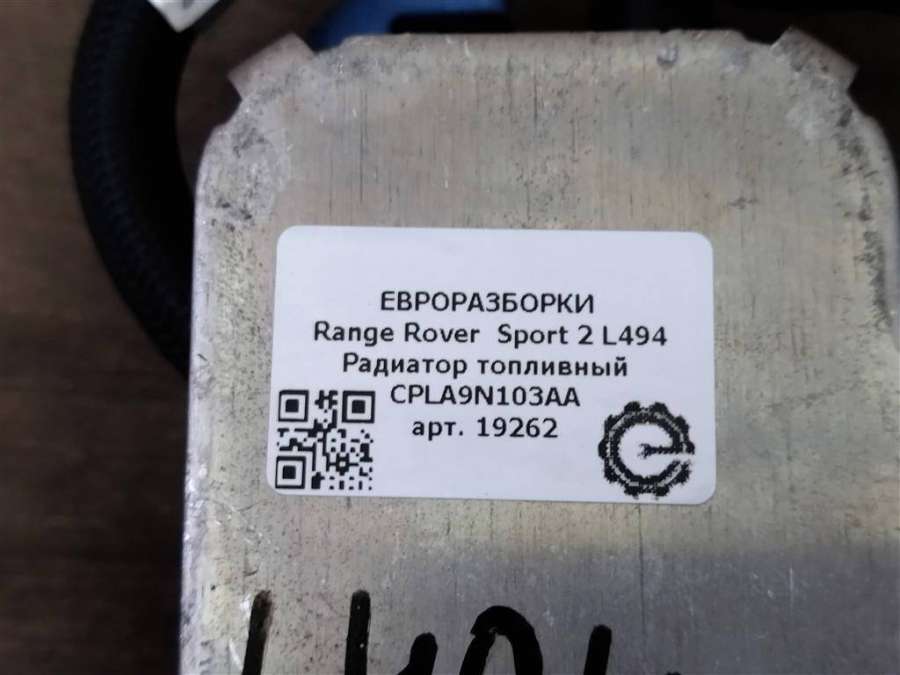 ЕВРОРАЗБОРКИ
Range Rover Sport 2 L494
Радиатор топливный
CPLA9N103AA
арт. 19262